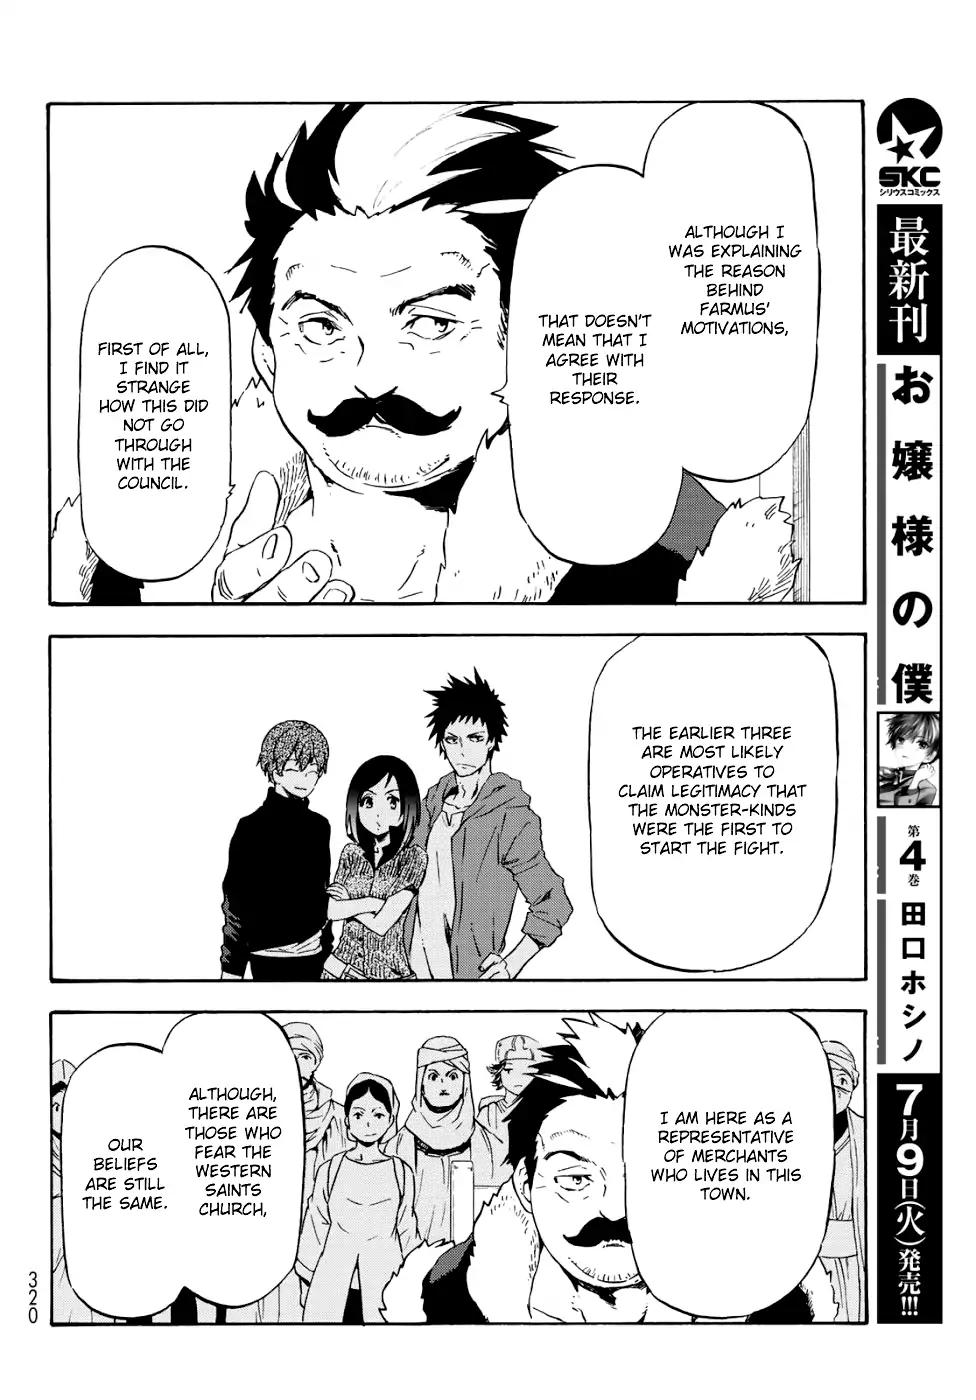 ALTHOUGH I
WAS EXPLAINING
THE REASON
BEHIND
FARMUS'
MOTIVATIONS,
THAT DOESN'T
MEAN THAT I
AGREE WITH
THEIR
RESPONSE.
FIRST OF ALL,
I FIND IT
STRANGE
HOW THIS DID
NOT GO
THROUGH
WITH THE
COUNCIL.
THE EARLIER THREE
ARE MOST LIKELY
OPERATIVES TO
CLAIM LEGITIMACY THAT
THE MONSTER-KINDS
WERE THE FIRST TO
START THE FIGHT.
I AM HERE AS A
REPRESENTATIVE
OF MERCHANTS
WHO LIVES IN THIS
TOWN.
ALTHOUGH,
THERE ARE
THOSE WHO
FEAR THE
WESTERN
SAINTS
CHURCH,
OUR
BELIEFS
ARE STILL
THE SAME.
320
SKC
シリウスコミックス
最新刊
お嬢様の僕
第4巻
田口ホシノ
7月9日(火)発売!!!